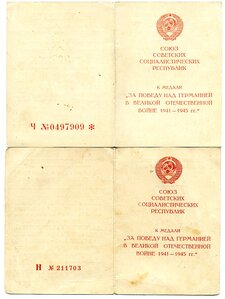 СОЮЗ
СОВЕТСКИХ
СОЦИАЛИСТИЧЕСКИХ
РЕСПУБЛИК
К МЕДАЛИ
„ЗА ПОБЕДУ НАД ГЕРМАНИЕЙ
В ВЕЛИКОЙ ОТЕЧЕСТВЕННОЙ
ВОЙНЕ 1941—1945 гг."
Ч №0497909 *
СОЮЗ
СОВЕТСКИХ
СОЦИАЛИСТИЧЕСКИХ
РЕСПУБЛИК
К МЕДАЛИ
„ЗА ПОБЕДУ НАД ГЕРМАНИЕЙ
В ВЕЛИКОЙ ОТЕЧЕСТВЕННОЙ
ВОЙНЕ 1941—1945 гг."
Н № 211703